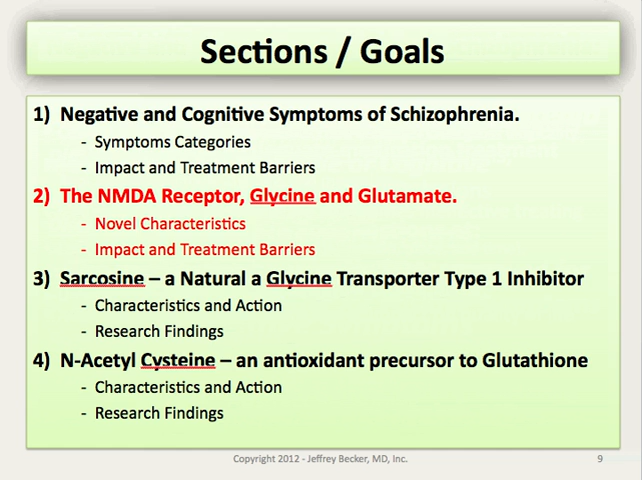 Sections / Goals
1) Negative and Cognitive Symptoms of Schizophrenia.
- Symptoms Categories
- Impact and Treatment Barriers
2) The NMDA Receptor, Glycine and Glutamate.
- Novel Characteristics
- Impact and Treatment Barriers
3) Sarcosine – a Natural a Glycine Transporter Type 1 Inhibitor
- Characteristics and Action
- Research Findings
4) N-Acetyl Cysteine – an antioxidant precursor to Glutathione
- Characteristics and Action
- Research Findings
Copyright 2012 - Jeffrey Becker, MD, Inc.
9